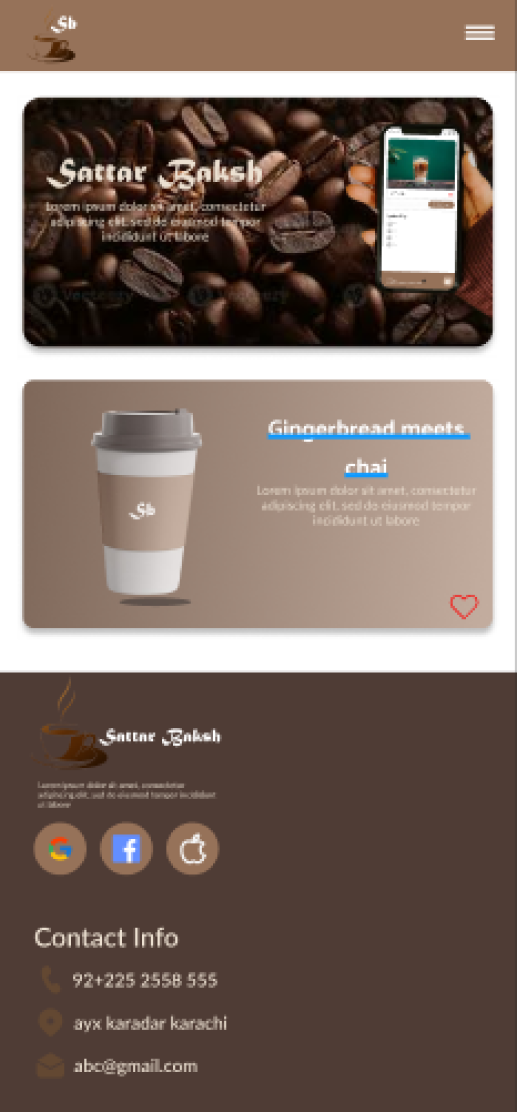 Sb
Sattar Baksh
Lorem ipsum dolor sit amet, consectetur
adipiscing elit, sed do eiusmod tempor
incididunt ut labore
Vecteezy
Gingerbread meets
chai
Sb
Lorem ipsum dolor sit amet, consectetur
adipiscing elit, sed do eiusmod tempor
incididunt ut labore
Sattar Baksh
Lorem ipsum dolor sit amet, consectetur
adipiscing elit, sed do eiusmod tempor incididunt
ut labore
Contact Info
92+225 2558 555
ayx karadar karachi
abc@gmail.com